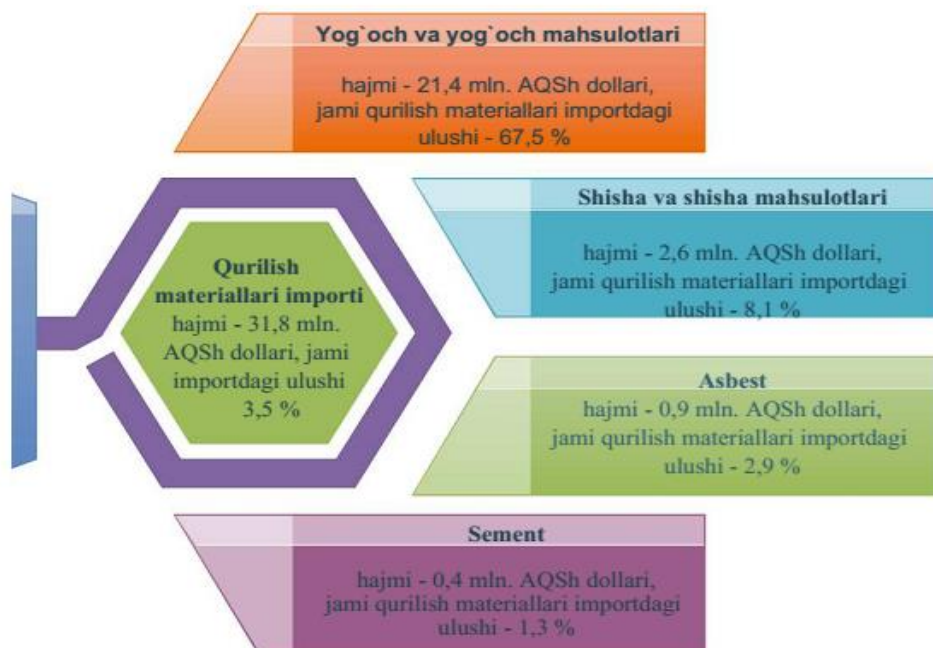 Yog`och va yog`och mahsulotlari
hajmi - 21,4 mln. AQSh dollari,
jami qurilish materiallari importdagi
ulushi - 67,5 %
Qurilish
materiallari importi
hajmi - 31,8 mln.
AQSh dollari, jami
importdagi ulushi
3,5 %
Shisha va shisha mahsulotlari
hajmi - 2,6 mln. AQSh dollari,
jami qurilish materiallari importdagi
ulushi - 8,1 %
Asbest
hajmi - 0,9 mln. AQSh dollari,
jami qurilish materiallari importdagi
ulushi - 2,9 %
Sement
hajmi - 0,4 mln. AQSh dollari,
jami qurilish materiallari importdagi
ulushi - 1,3 %